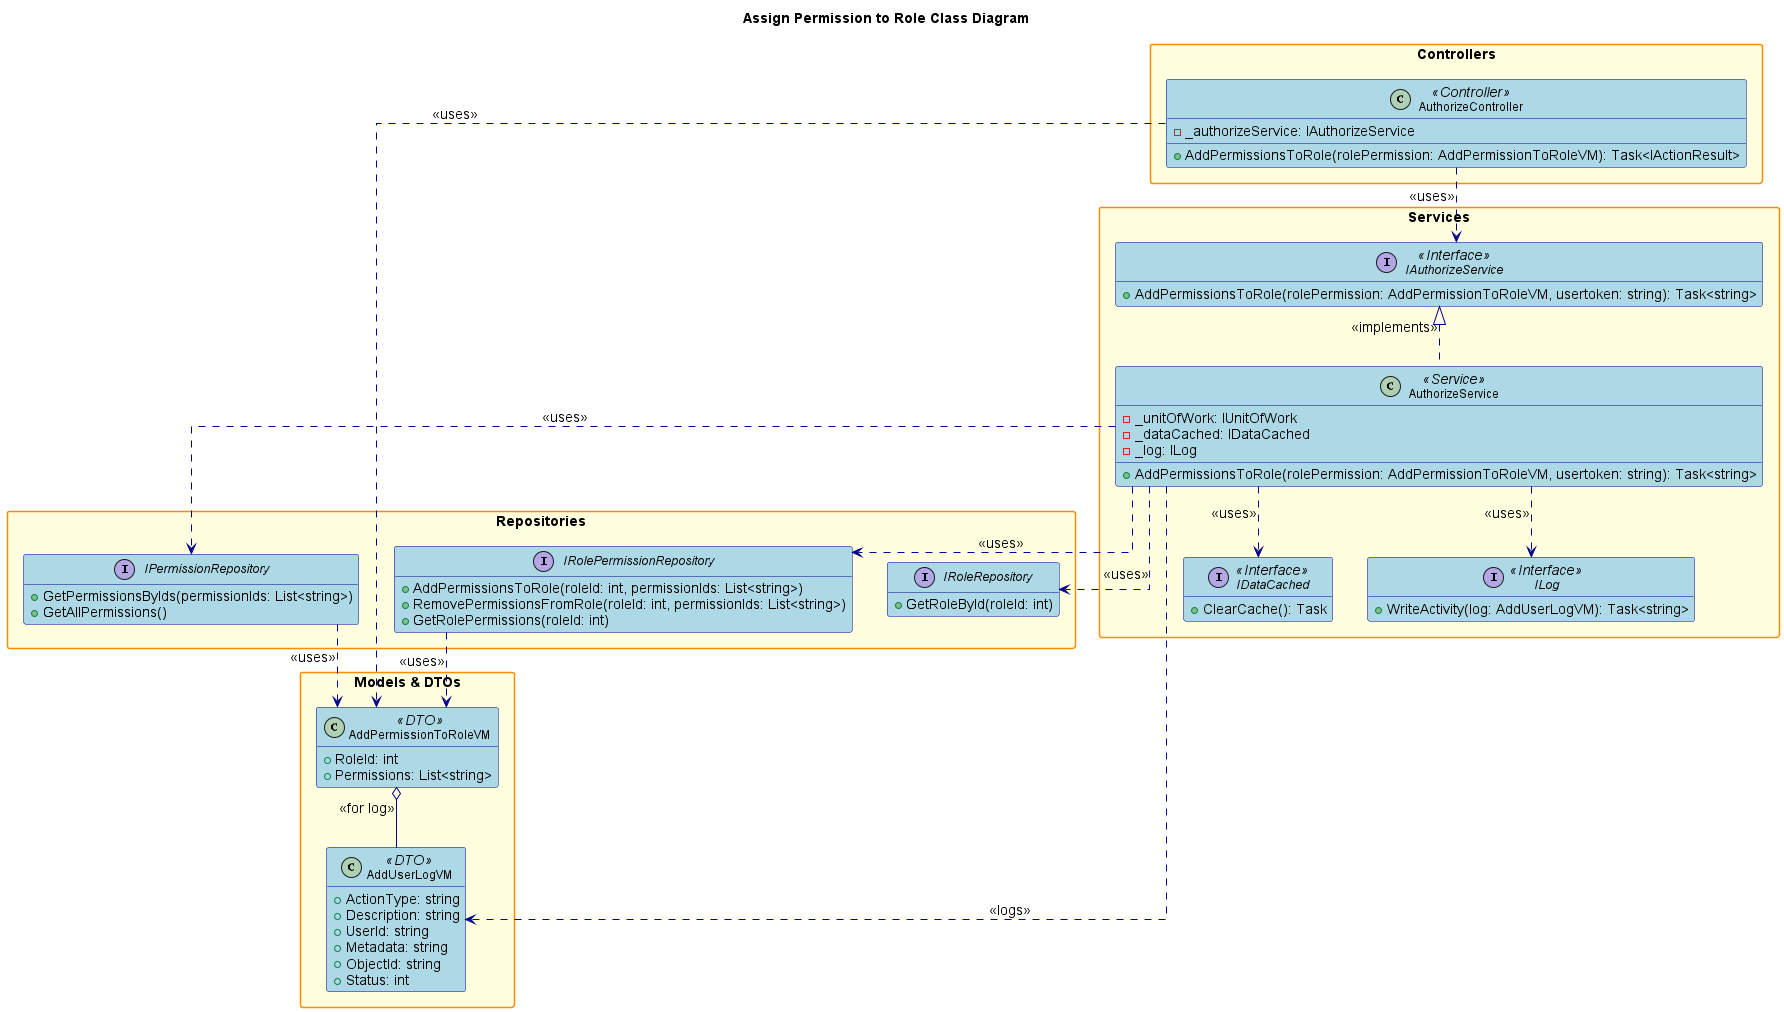 Assign Permission to Role Class Diagram
Controllers
«Controller»
C
AuthorizeController
_authorizeService: IAuthorizeService
AddPermissionsToRole(rolePermission: AddPermissionToRoleVM): Task<IActionResult>
«uses»
«uses»
Services
«Interface»
I
IAuthorizeService
AddPermissionsToRole(rolePermission: AddPermissionToRoleVM, usertoken: string): Task<string>
«implements»
«Service»
C
AuthorizeService
_unitOfWork: IUnitOfWork
_dataCached: IDataCached
_log: ILog
AddPermissionsToRole(rolePermission: AddPermissionToRoleVM, usertoken: string): Task<string>
«uses»
«uses»
«uses»
«uses»
«uses»
Repositories
I
IPermissionRepository
GetPermissionsByIds(permissionIds: List<string>)
GetAllPermissions()
I
IRolePermissionRepository
AddPermissionsToRole(roleId: int, permissionIds: List<string>)
RemovePermissionsFromRole(roleId: int, permissionIds: List<string>)
GetRolePermissions(roleId: int)
I
IRoleRepository
GetRoleById(roleId: int)
«Interface»
I
IDataCached
ClearCache(): Task
«Interface»
I
ILog
WriteActivity(log: AddUserLogVM): Task<string>
«uses»
«uses»
Models & DTOs
«DTO»
C
AddPermissionToRoleVM
RoleId: int
Permissions: List<string>
«for log»
«DTO»
C
AddUserLogVM
ActionType: string
Description: string
UserId: string
Metadata: string
ObjectId: string
Status: int
«logs»